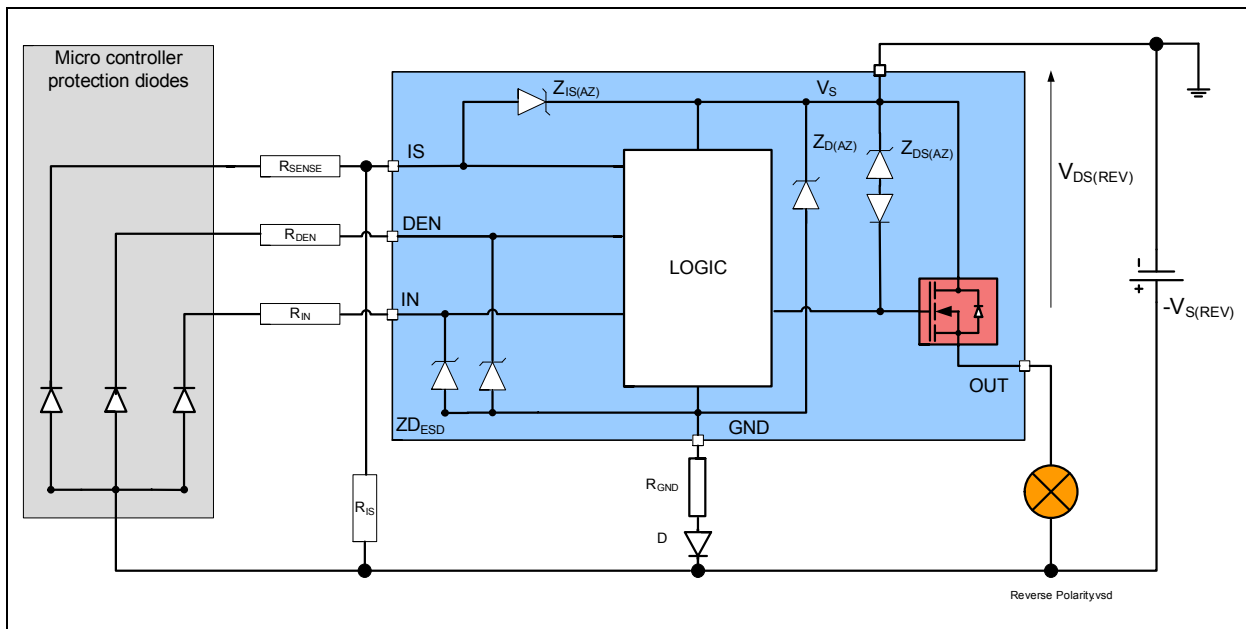 Micro controller
protection diodes
Z_IS(AZ)
V_S
Z_D(AZ)
Z_DS(AZ)
V_DS(REV)
IS
R_SENSE
DEN
R_DEN
LOGIC
IN
R_IN
-
+
-V_S(REV)
OUT
ZD_ESD
GND
R_GND
R_IS
D
Reverse Polarity.vsd